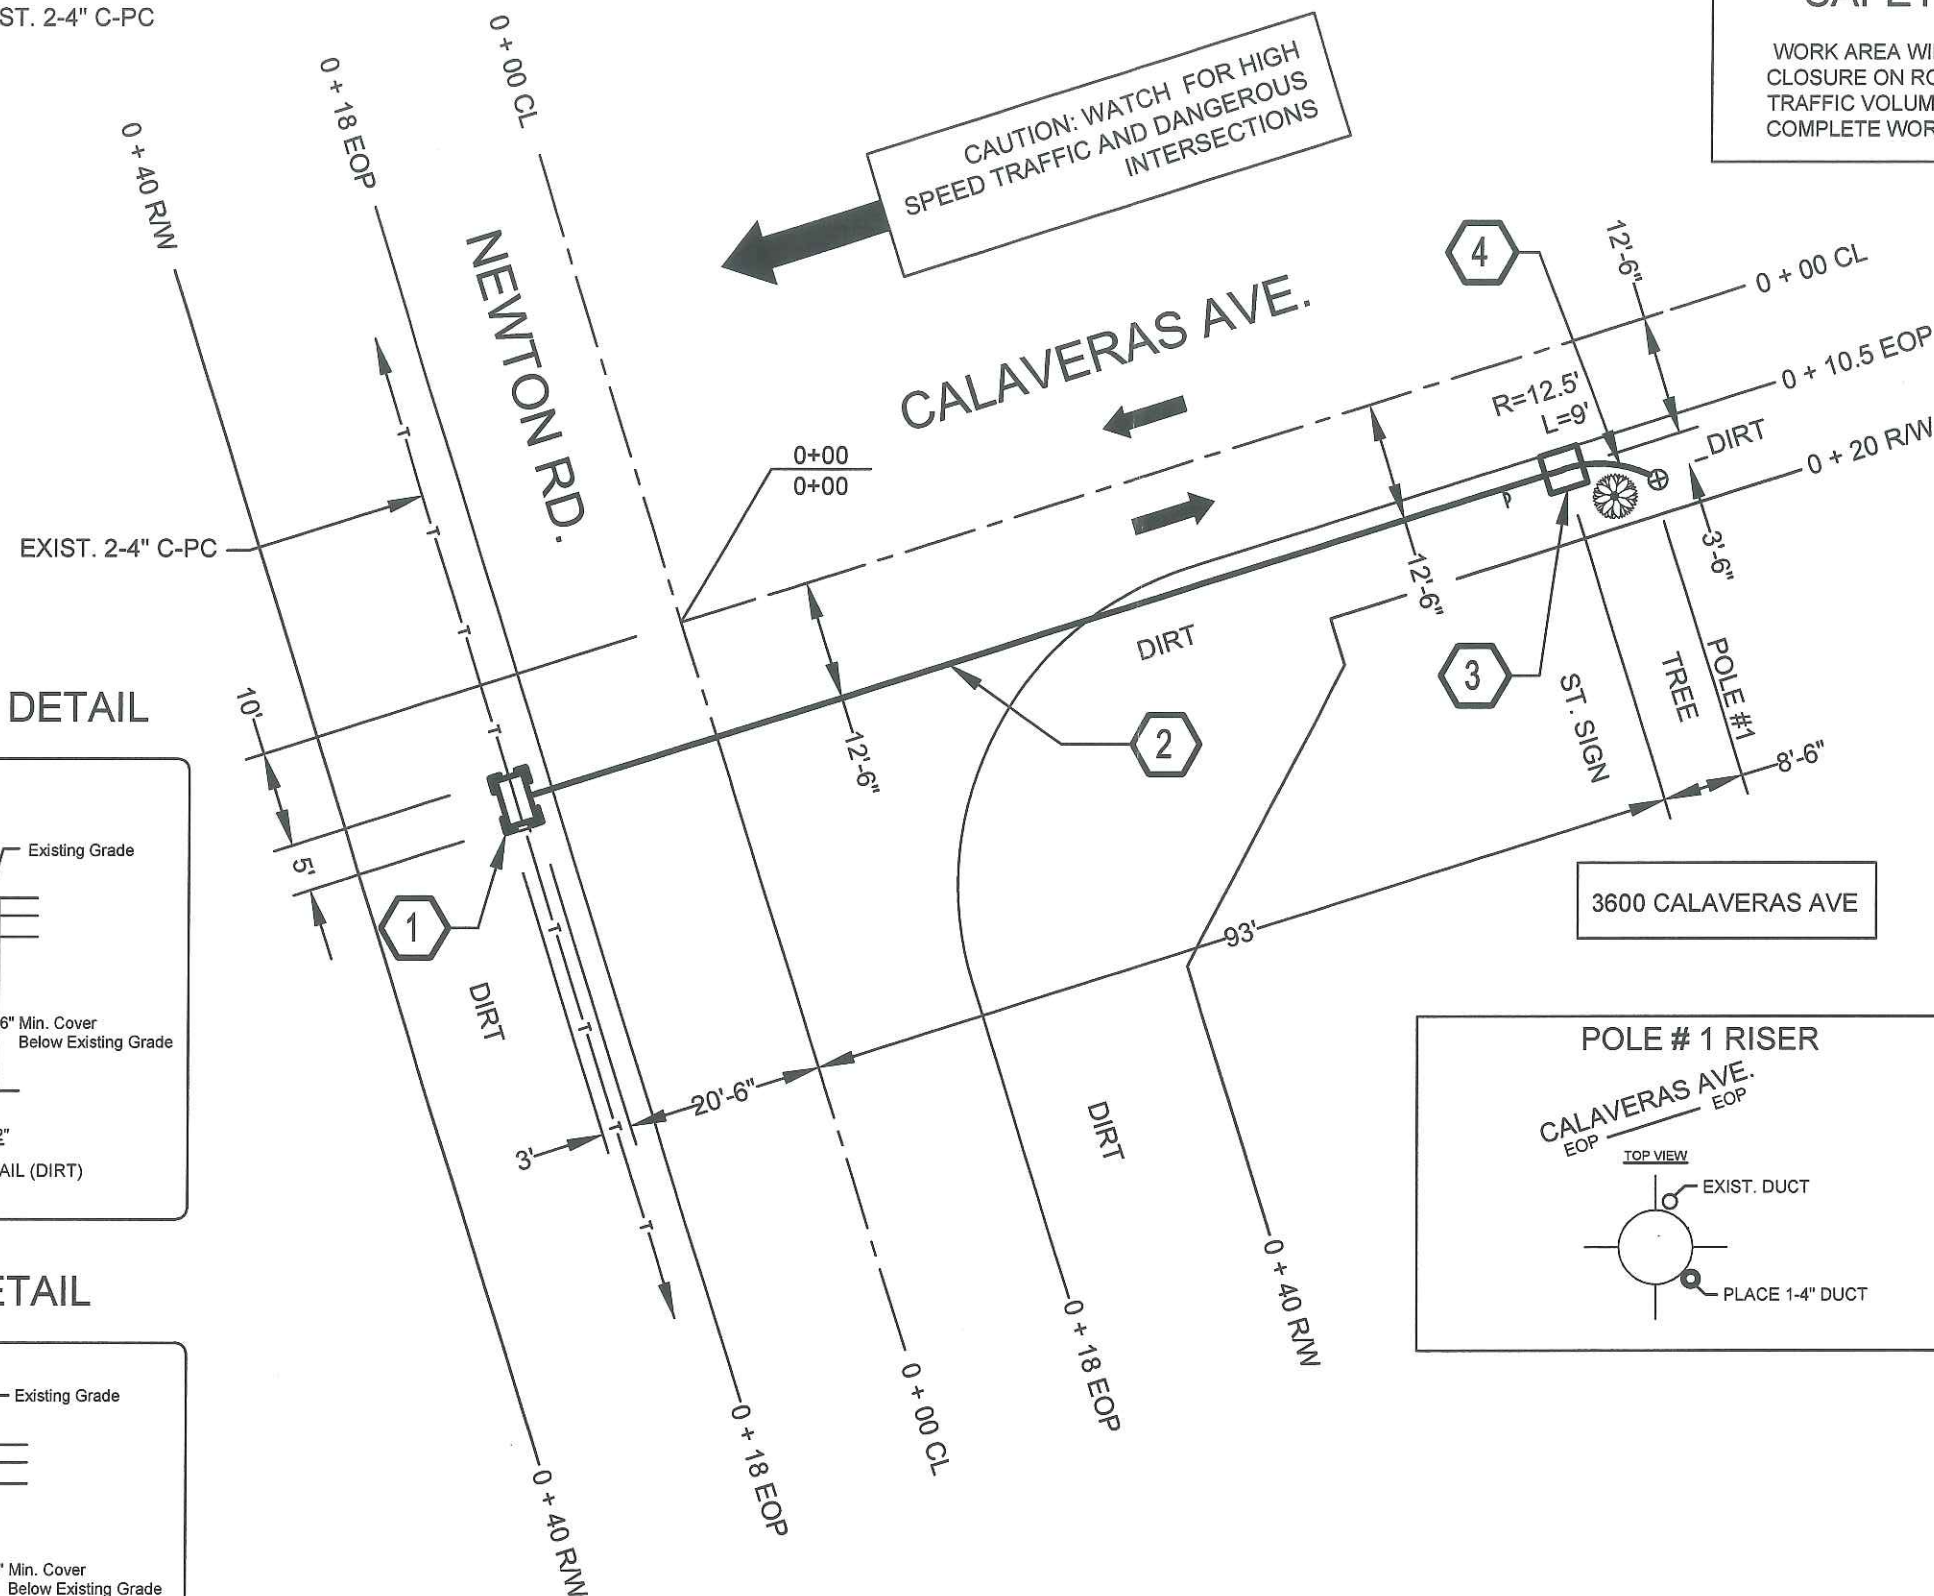 ST. 2-4" C-PC
0 + 40 R/W
0 + 18 EOP
0 + 00 CL
NEWTON RD.
CAUTION: WATCH FOR HIGH
SPEED TRAFFIC AND DANGEROUS
INTERSECTIONS
WORK AREA WI
CLOSURE ON RO
TRAFFIC VOLUM
COMPLETE WOR
CALAVERAS AVE.
4
12'-6"
0 + 00 CL
0 + 10.5 EOP
R=12.5'
L=9'
DIRT
0 + 20 R/W
0+00
0+00
EXIST. 2-4" C-PC
T
T
T
T
P
12'-6"
3'-6"
DIRT
3
ST. SIGN
TREE
POLE #1
8'-6"
2
12'-6"
10'
5'
1
DIRT
93'
20'-6"
3'
T
T
T
T
DIRT
3600 CALAVERAS AVE
DETAIL
Existing Grade
6" Min. Cover
Below Existing Grade
2"
AIL (DIRT)
ETAIL
Existing Grade
" Min. Cover
Below Existing Grade
POLE # 1 RISER
CALAVERAS AVE.
EOP
EOP
TOP VIEW
EXIST. DUCT
PLACE 1-4" DUCT
0 + 40 R/W
0 + 18 EOP
0 + 00 CL
0 + 18 EOP
0 + 40 R/W